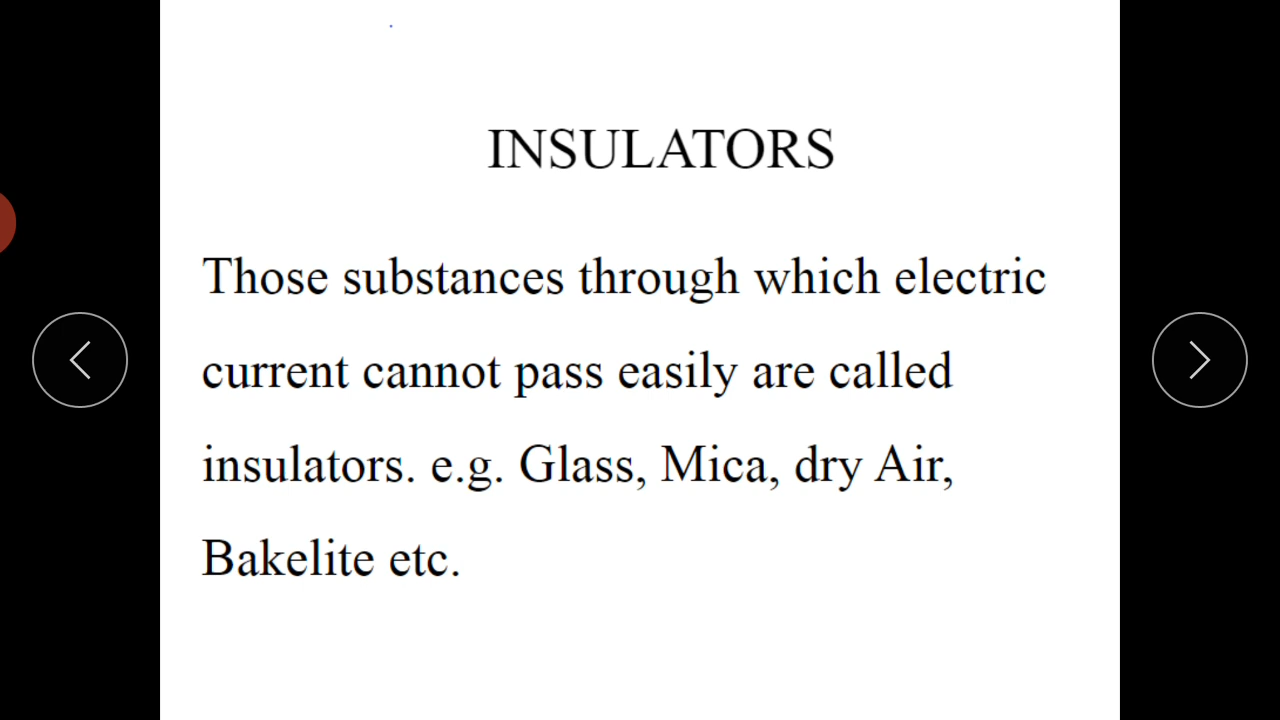 INSULATORS
Those substances through which electric
current cannot pass easily are called
insulators. e.g. Glass, Mica, dry Air,
Bakelite etc.